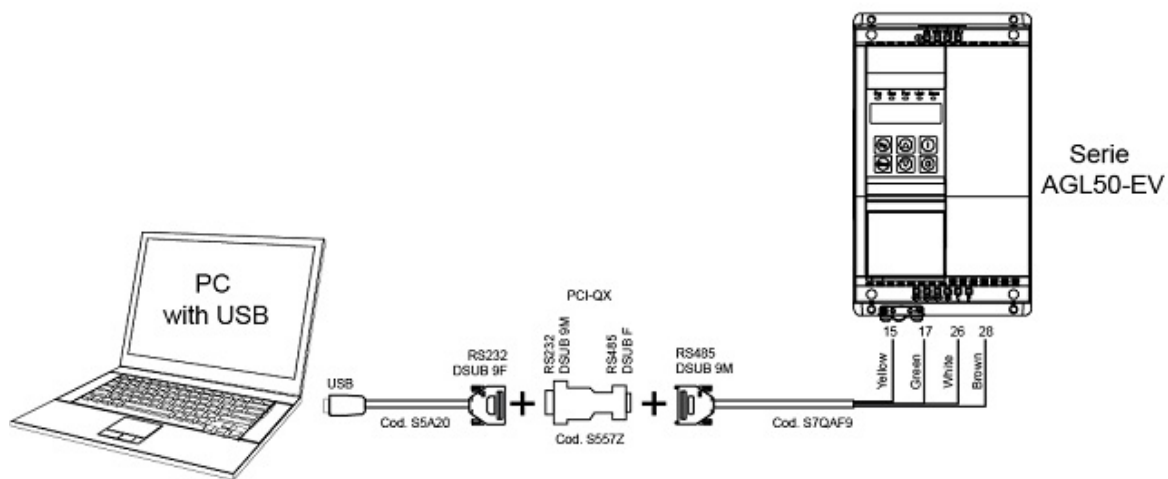 Serie
AGL50-EV
PC
with USB
PCI-QX
15 17 26 28
Yellow
Green
White
Brown
RS232
DSUB 9F
RS232
DSUB 9M
RS485
DSUB F
RS485
DSUB 9M
USB
Cod. S5A20
Cod. S557Z
Cod. S7QAF9